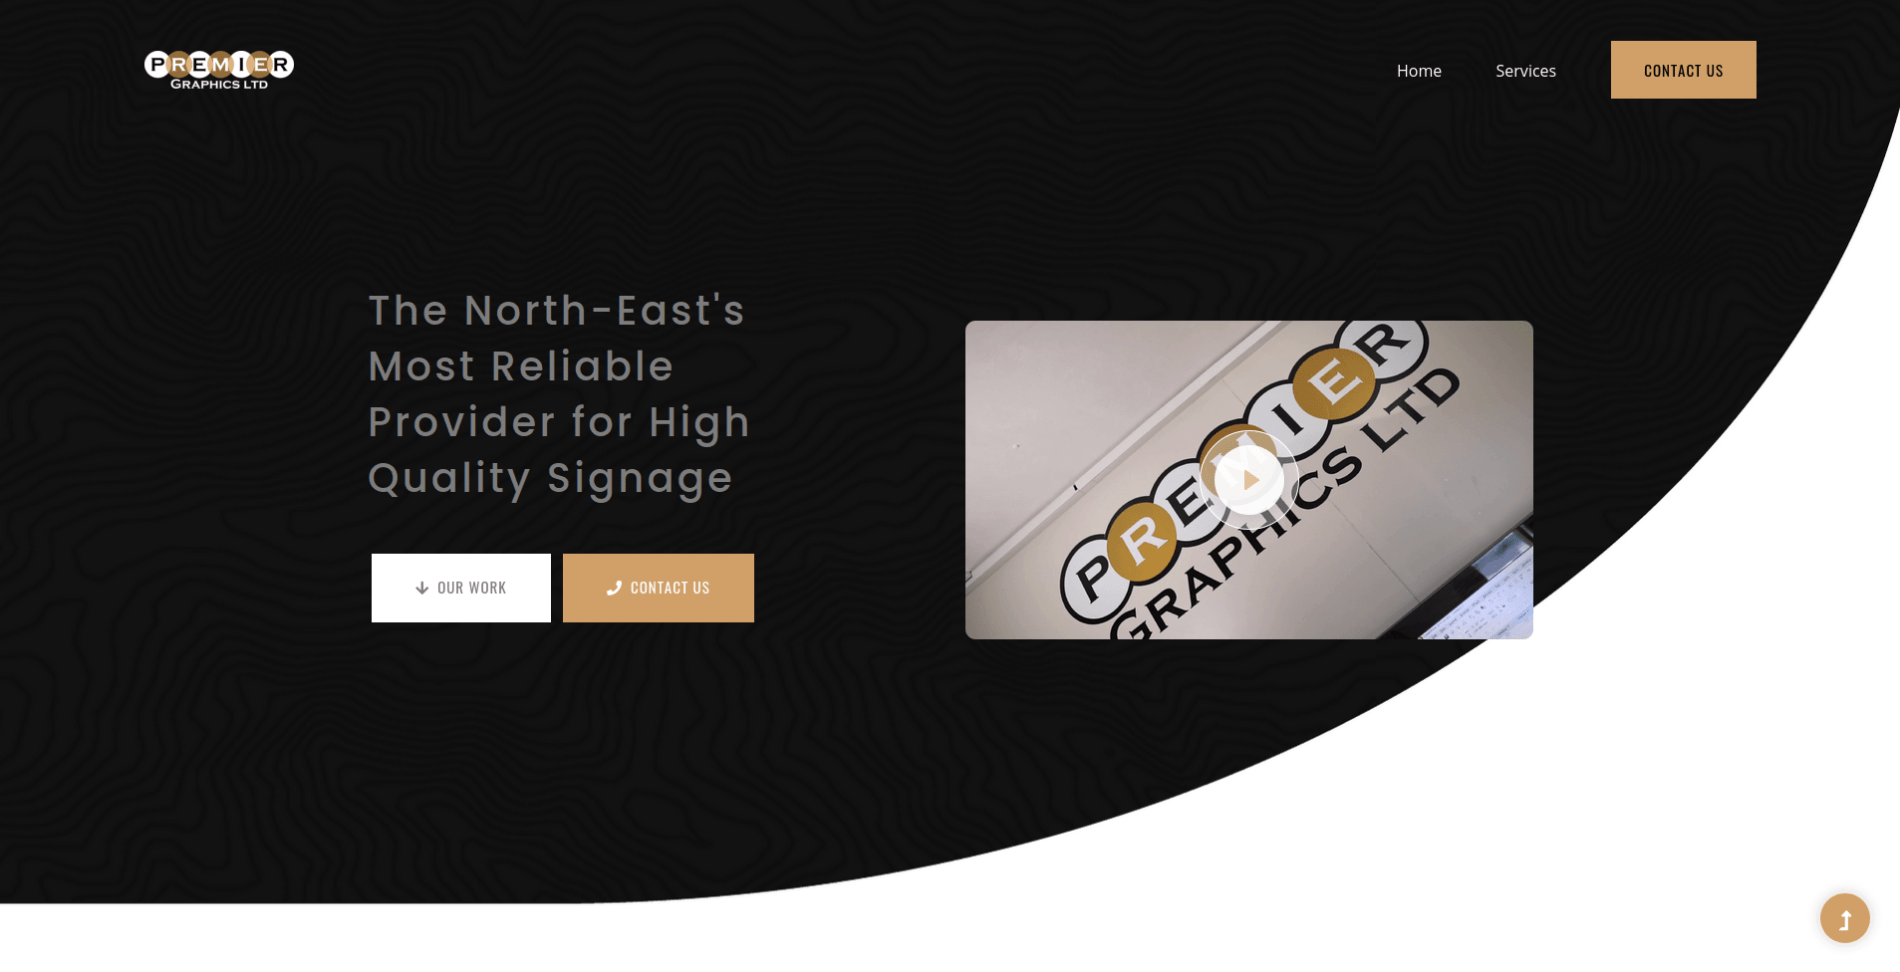 PREMIER
GRAPHICS LTD
Home
Services
CONTACT US
The North-East's
Most Reliable
Provider for High
Quality Signage
OUR WORK
CONTACT US
PREMIER
GRAPHICS LTD